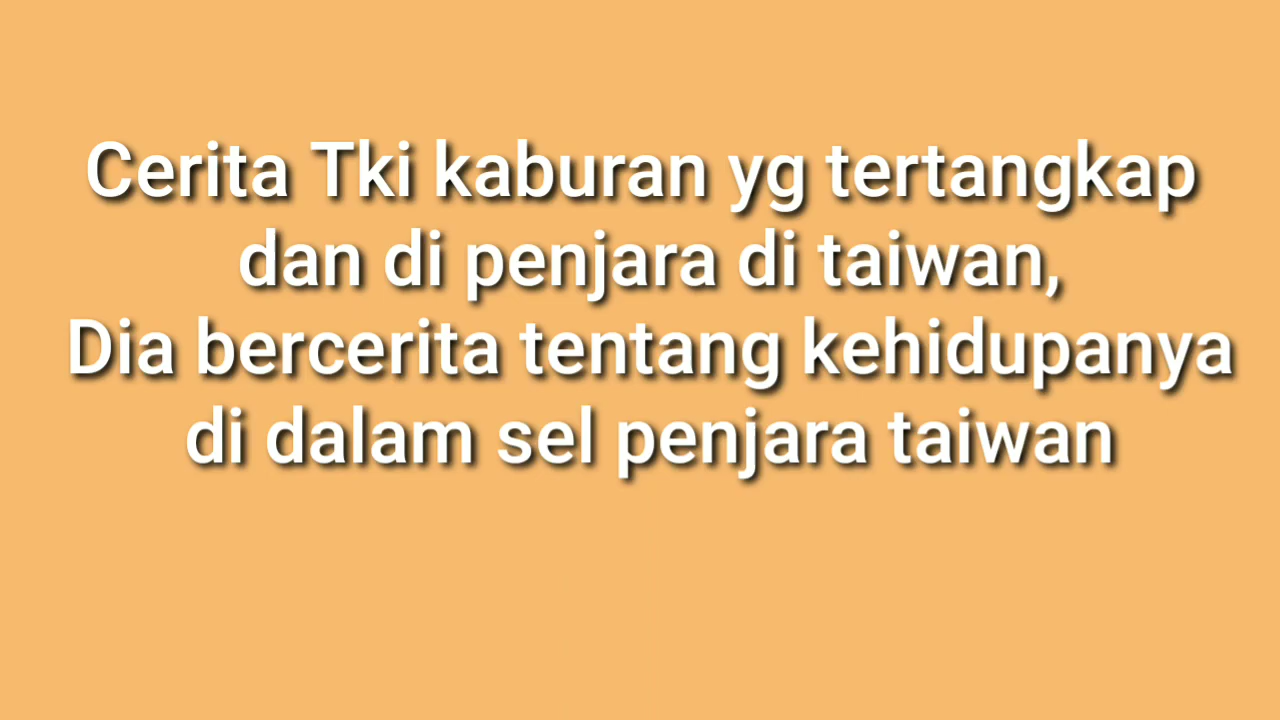 Cerita Tki kaburan yg tertangkap
dan di penjara di taiwan,
Dia bercerita tentang kehidupanya
di dalam sel penjara taiwan